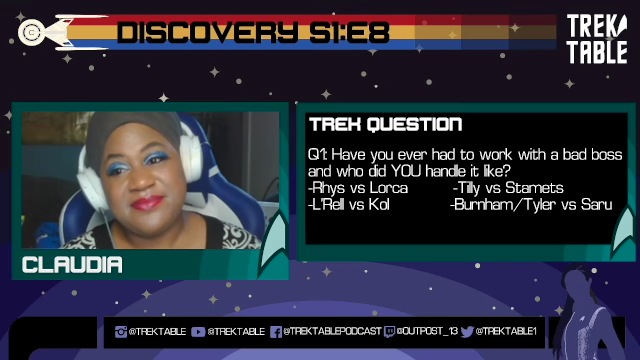 DISCOVERY S1:E8
TREK
TABLE
TREK QUESTION
Q1: Have you ever had to work with a bad boss
and who did YOU handle it like?
-Rhys vs Lorca -Tilly vs Stamets
-L'Rell vs Kol -Burnham/Tyler vs Saru
CLAUDIA
@TREKTABLE @TREKTABLE @TREKTABLEPODCAST @OUTPOST_13 @TREKTABLE1